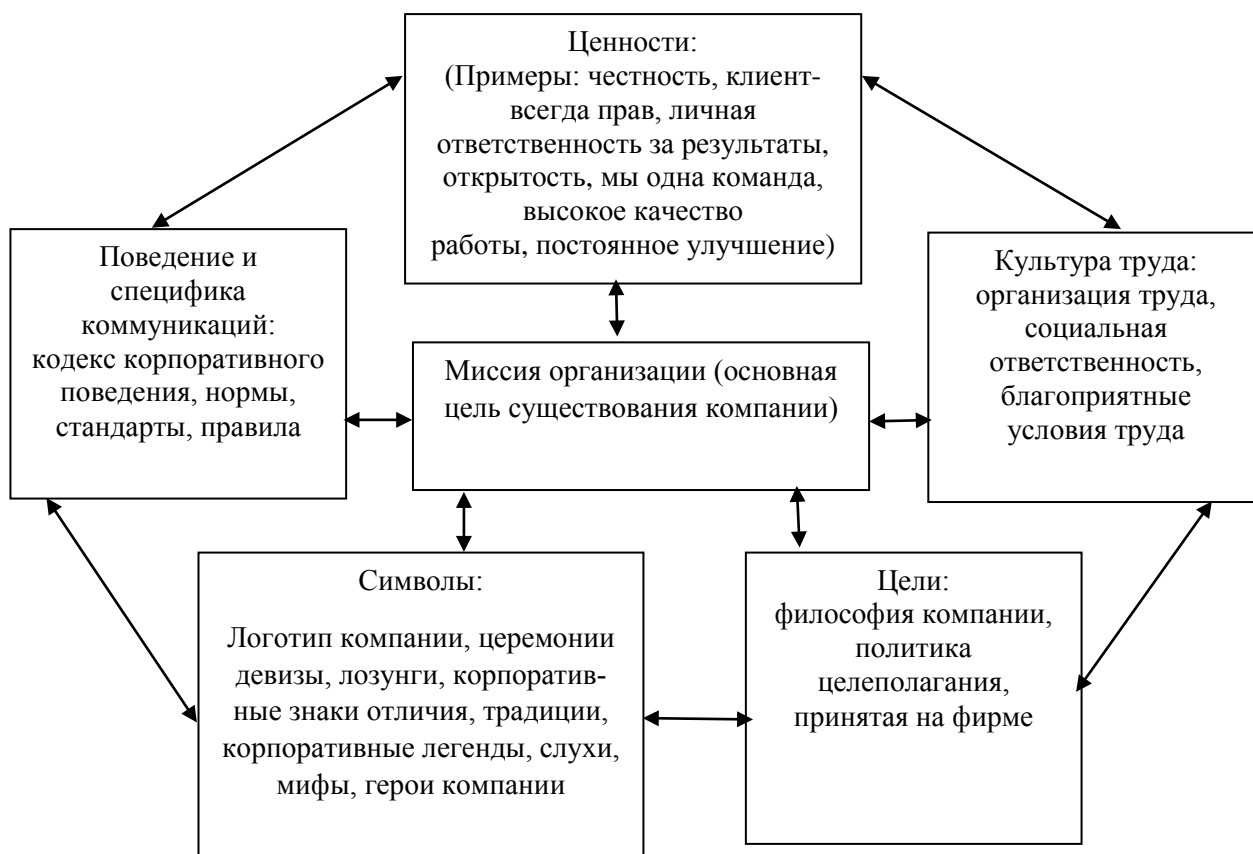 Ценности:
(Примеры: честность, клиент-
всегда прав, личная
ответственность за результаты,
открытость, мы одна команда,
высокое качество
работы, постоянное улучшение)
Поведение и
специфика
коммуникаций:
кодекс корпоративного
поведения, нормы,
стандарты, правила
Миссия организации (основная
цель существования компании)
Культура труда:
организация труда,
социальная
ответственность,
благоприятные
условия труда
Символы:
Логотип компании, церемонии
девизы, лозунги, корпоратив-
ные знаки отличия, традиции,
корпоративные легенды, слухи,
мифы, герои компании
Цели:
философия компании,
политика
целеполагания,
принятая на фирме